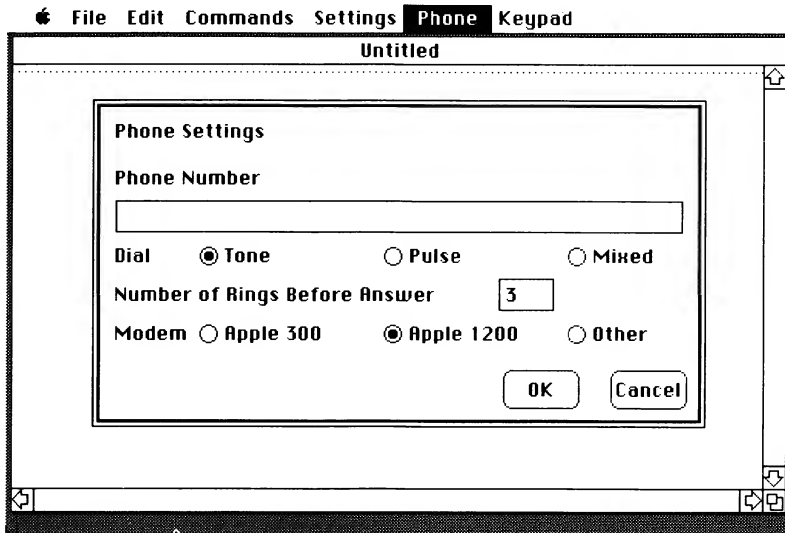 File Edit Commands Settings Phone Keypad
Untitled
Phone Settings
Phone Number
Dial Tone Pulse Mixed
Number of Rings Before Answer 3
Modem Apple 300 Apple 1200 Other
OK Cancel